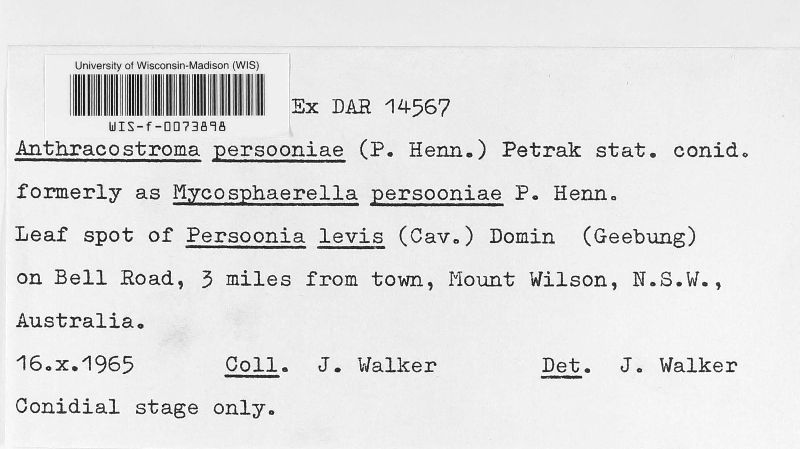 University of Wisconsin-Madison (WIS)
WIS-f-0073898
Ex DAR 14567
Anthracostroma persooniae (P. Henn.) Petrak stat. conid.
formerly as Mycosphaerella persooniae P. Henn.
Leaf spot of Persoonia levis (Cav.) Domin (Geebung)
on Bell Road, 3 miles from town, Mount Wilson, N.S.W.,
Australia.
16.x.1965 Coll. J. Walker Det. J. Walker
Conidial stage only.